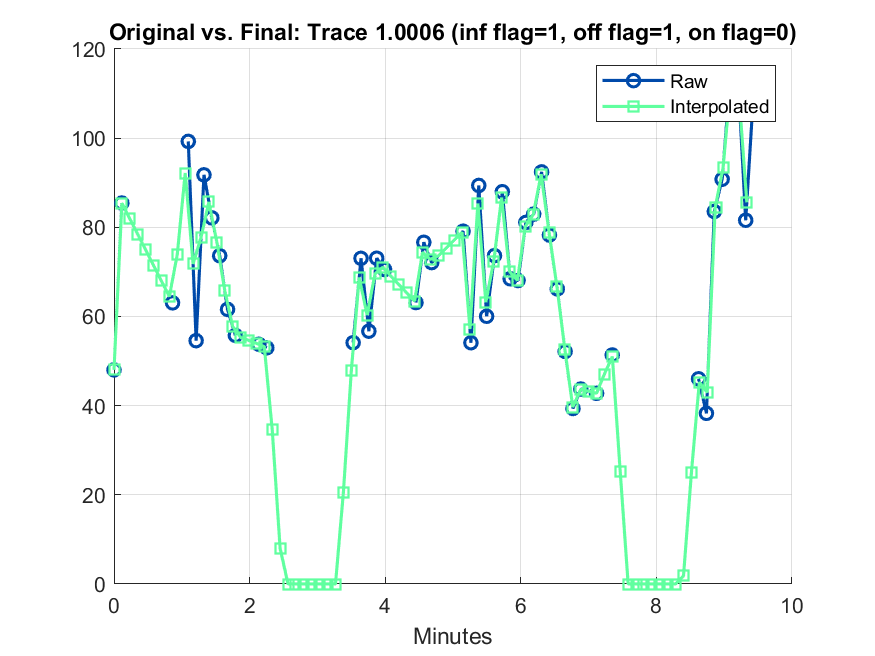 Original vs. Final: Trace 1.0006 (inf flag=1, off flag=1, on flag=0)
120
100
80
60
40
20
0
Raw
Interpolated
0 2 4 6 8 10
Minutes